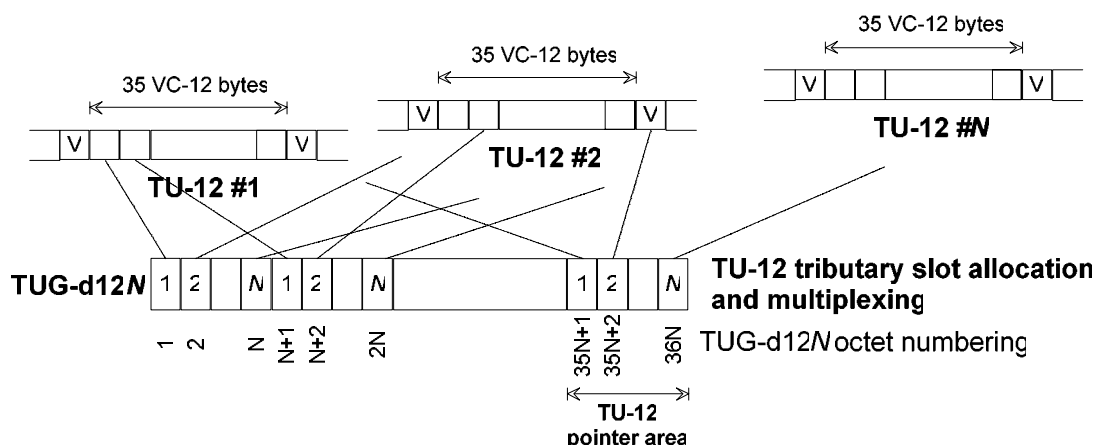 35 VC-12 bytes
V V
TU-12 #1
35 VC-12 bytes
V V
TU-12 #2
35 VC-12 bytes
V V
TU-12 #N
TUG-d12N 1 2 N 1 2 N 1 2 N
TU-12 tributary slot allocation
and multiplexing
1 2 N N+1 N+2 2N 35N+1 35N+2 36N
TUG-d12N octet numbering
TU-12
pointer area